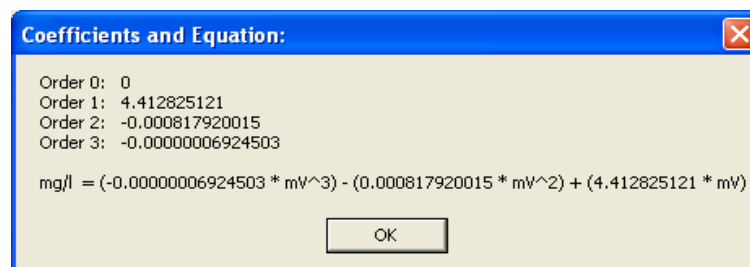 Coefficients and Equation:
Order 0: 0
Order 1: 4.412825121
Order 2: -0.000817920015
Order 3: -0.00000006924503
mg/l = (-0.00000006924503 * mV^3) - (0.000817920015 * mV^2) + (4.412825121 * mV)
OK